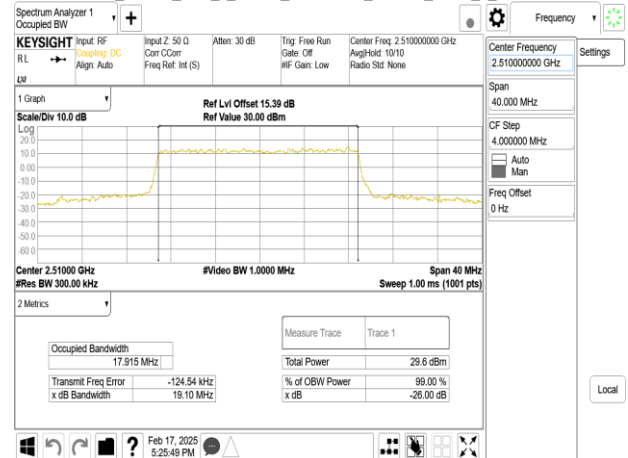 Spectrum Analyzer 1
Occupied BW
Frequency
KEYSIGHT
RL
LXI
Input: RF
Coupling: DC
Align: Auto
Input Z: 50 Ω
Corr CCorr
Freq Ref: Int (S)
Atten: 30 dB
Trig: Free Run
Gate: Off
#IF Gain: Low
Center Freq: 2.510000000 GHz
Avg|Hold: 10/10
Radio Std: None
Center Frequency
2.510000000 GHz
Settings
Span
40.000 MHz
CF Step
4.000000 MHz
Auto
Man
Freq Offset
0 Hz
Local
1 Graph
Scale/Div 10.0 dB
Ref Lvl Offset 15.39 dB
Ref Value 30.00 dBm
Log
20.0
10.0
0.00
-10.0
-20.0
-30.0
-40.0
-50.0
-60.0
Center 2.51000 GHz
#Res BW 300.00 kHz
#Video BW 1.0000 MHz
Span 40 MHz
Sweep 1.00 ms (1001 pts)
2 Metrics
Measure Trace Trace 1
Occupied Bandwidth
17.915 MHz
Total Power 29.6 dBm
Transmit Freq Error -124.54 kHz
% of OBW Power 99.00 %
x dB Bandwidth 19.10 MHz
x dB -26.00 dB
Feb 17, 2025
5:25:49 PM